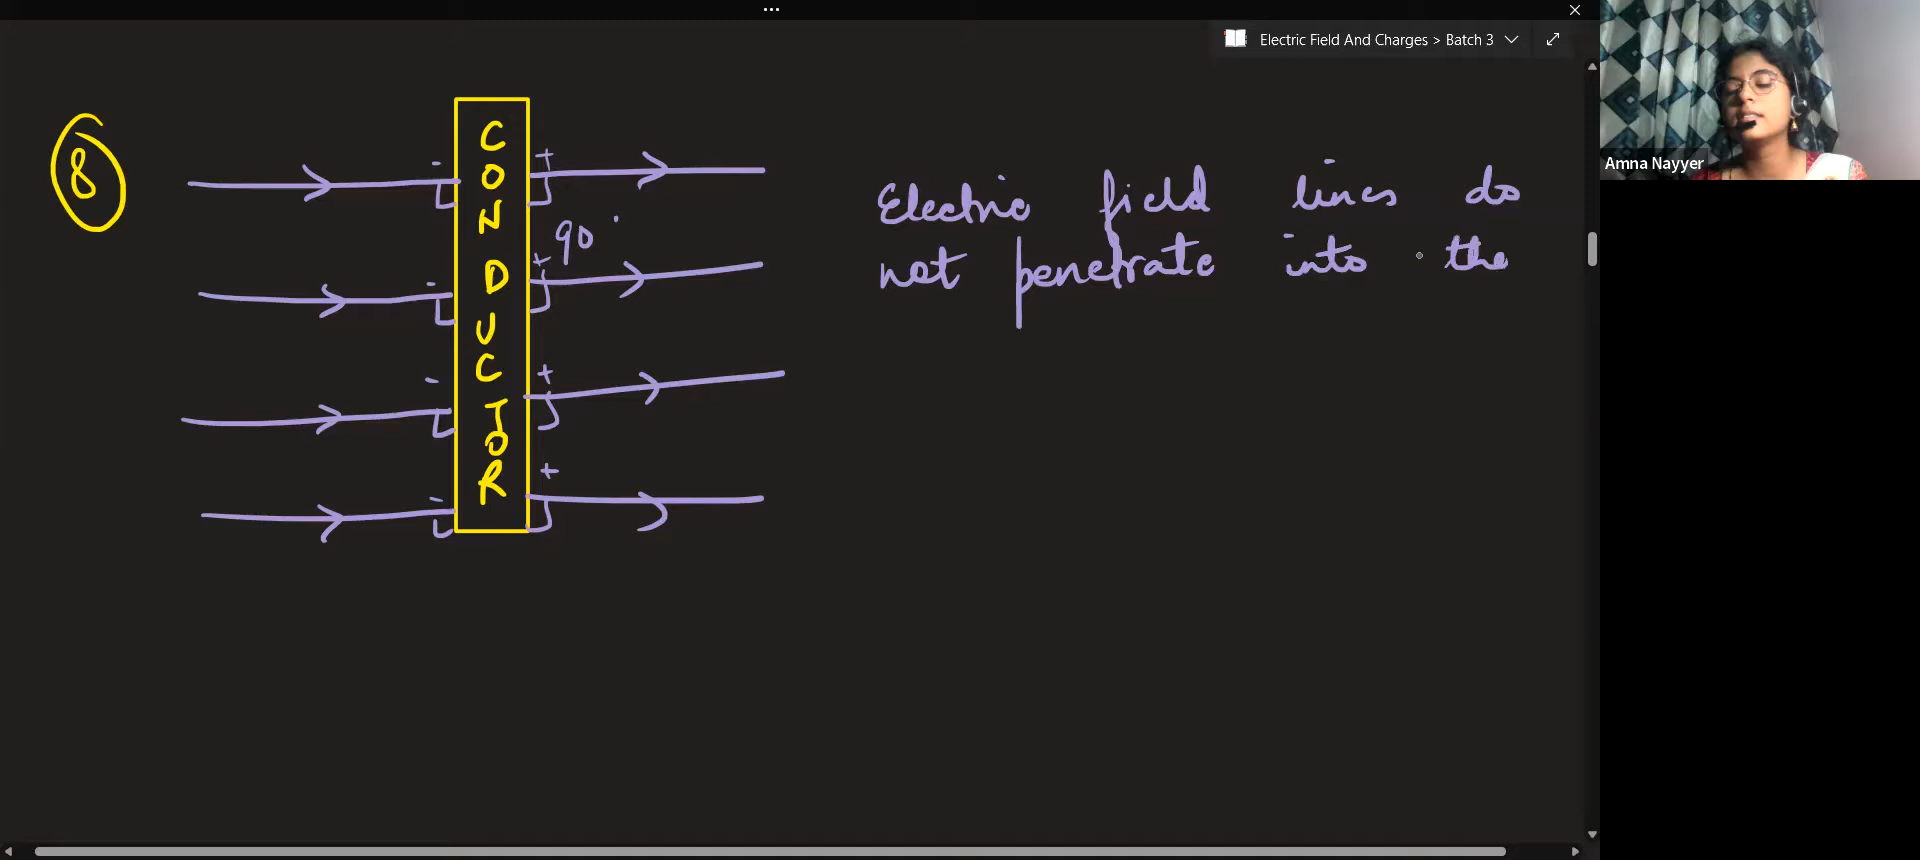 Electric Field And Charges > Batch 3
Amna Nayyer
8
CONDUCTOR
- +
90°
- +
- +
- +
Electric field lines do
not penetrate into the